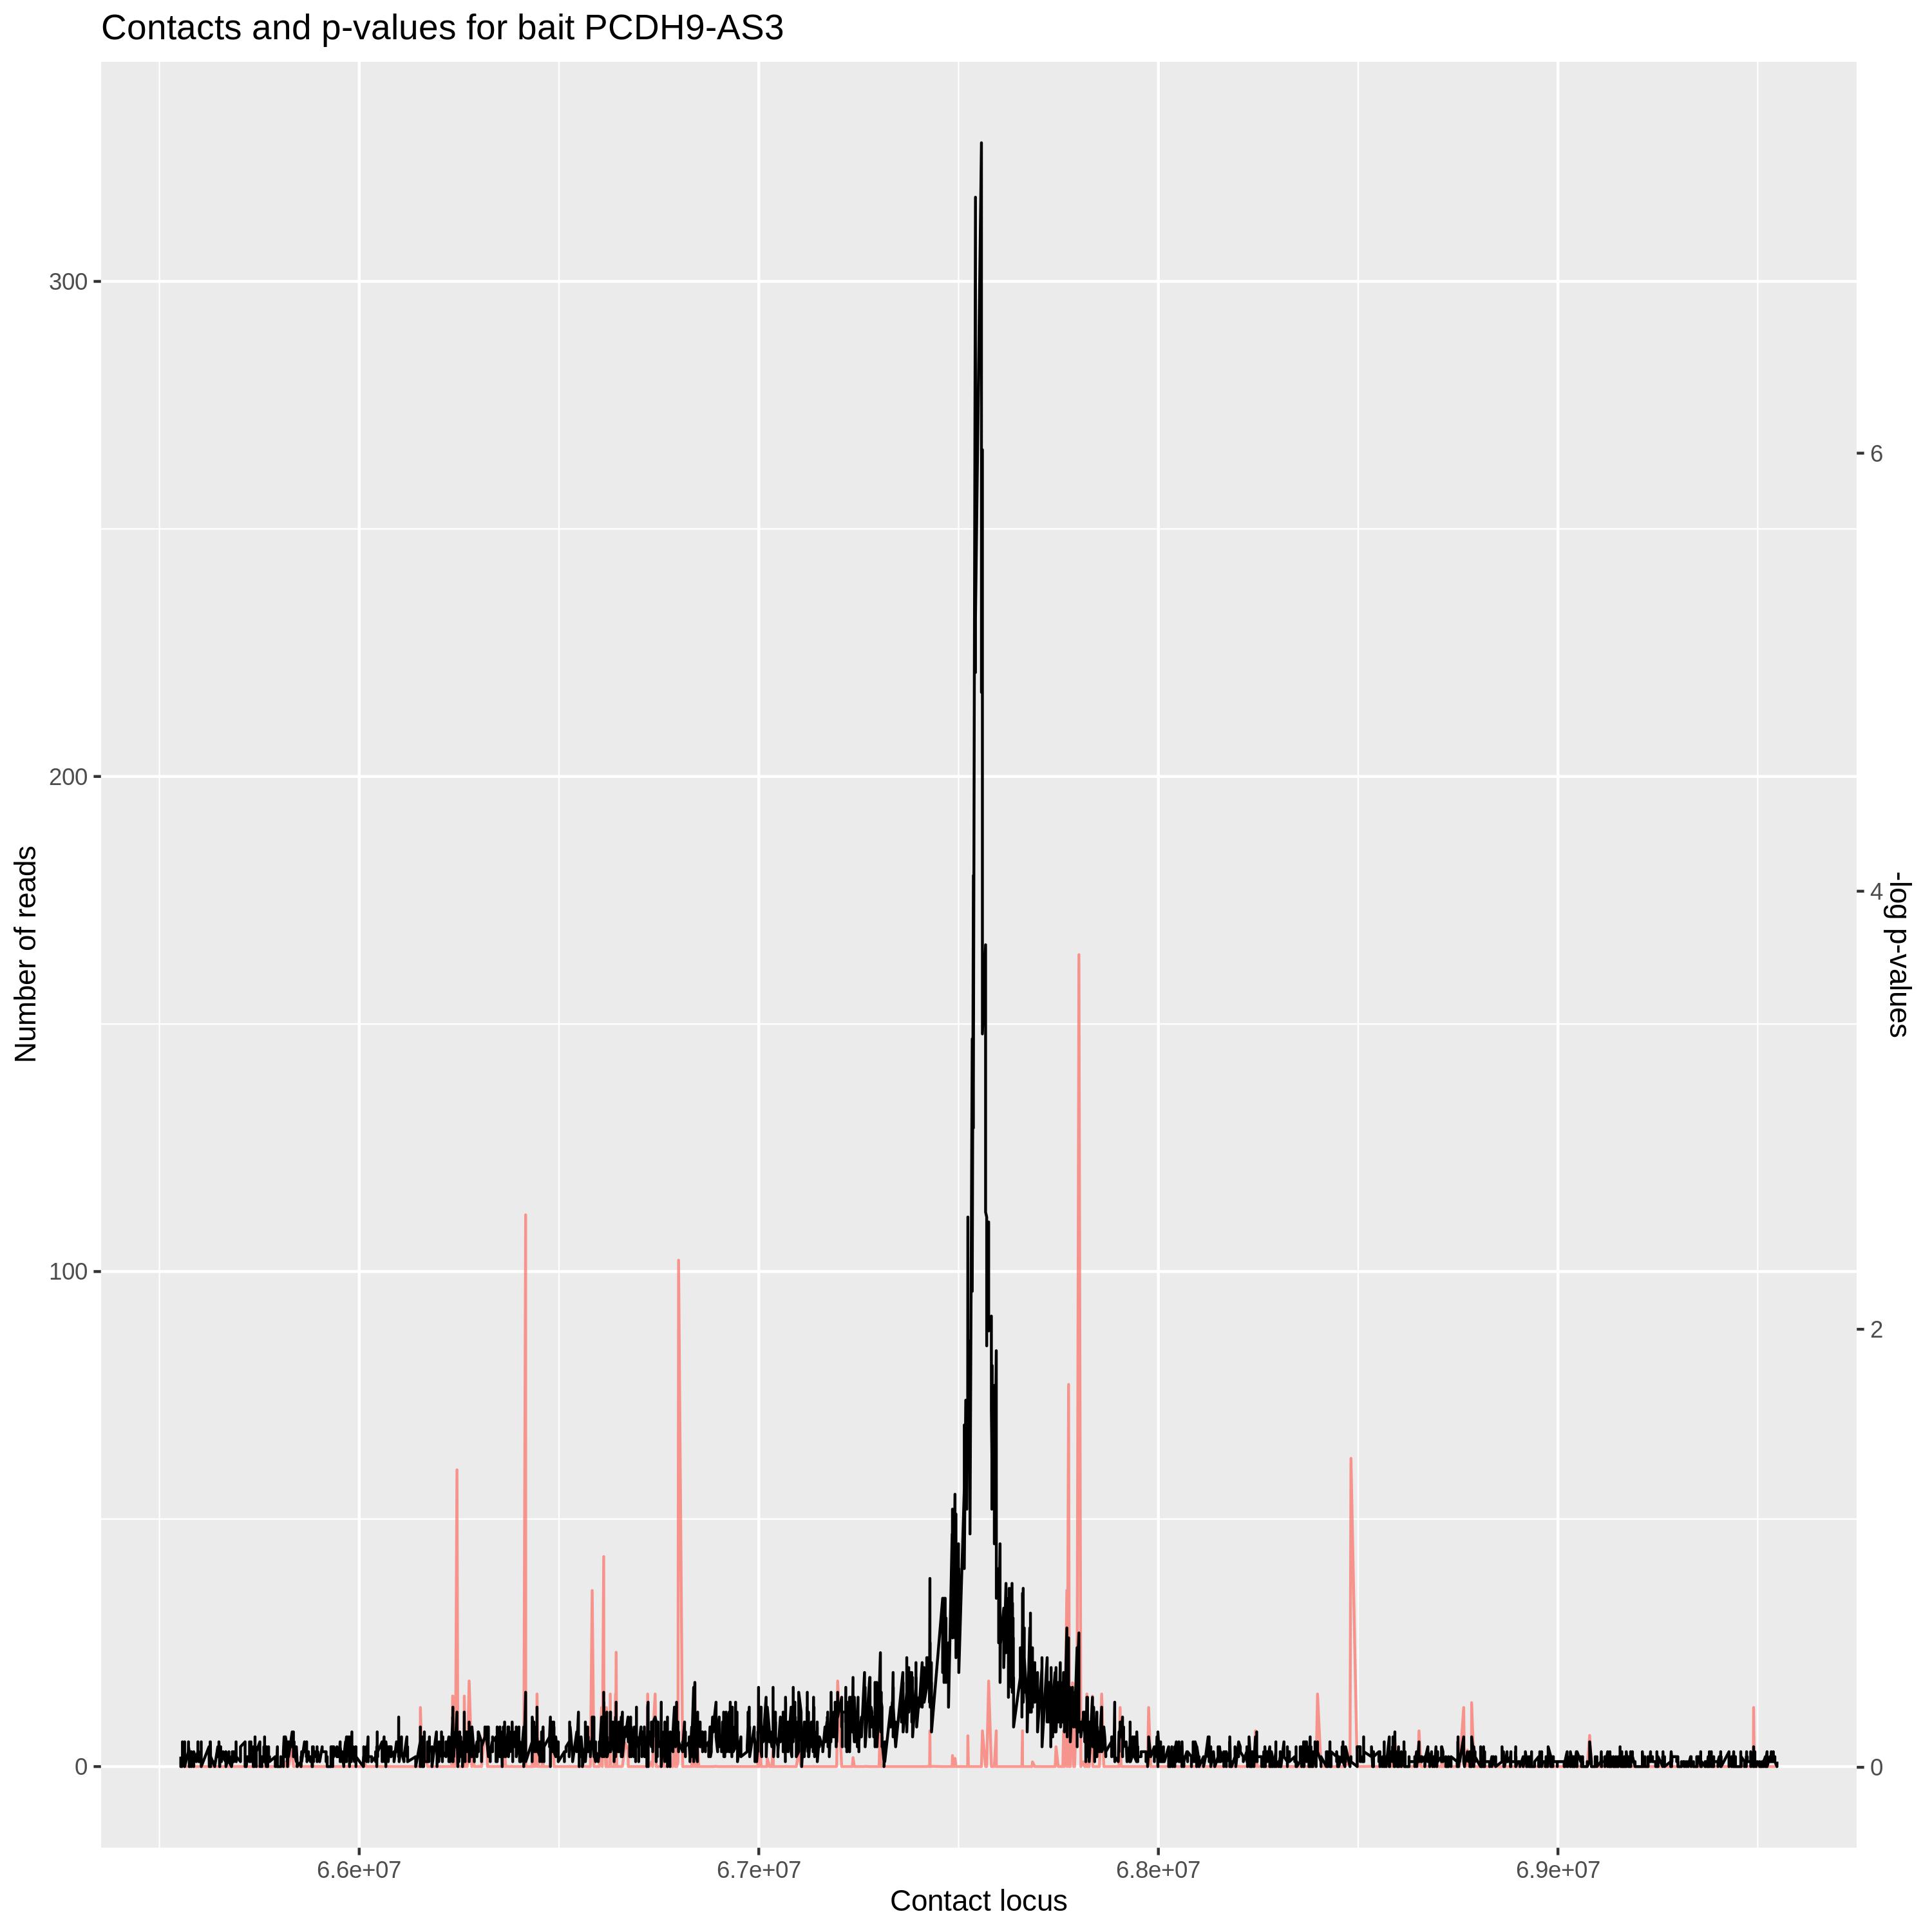 Contacts and p-values for bait PCDH9-AS3
300
200
100
0
6
4
2
0
Number of reads
-log p-values
6.6e+07 6.7e+07 6.8e+07 6.9e+07
Contact locus